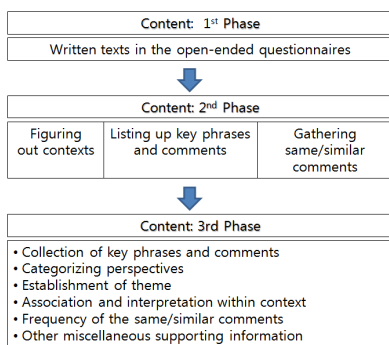 Content: 1st Phase
Written texts in the open-ended questionnaires
Content: 2nd Phase
Figuring
out contexts
Listing up key phrases
and comments
Gathering
same/similar
comments
Content: 3rd Phase
• Collection of key phrases and comments
• Categorizing perspectives
• Establishment of theme
• Association and interpretation within context
• Frequency of the same/similar comments
• Other miscellaneous supporting information